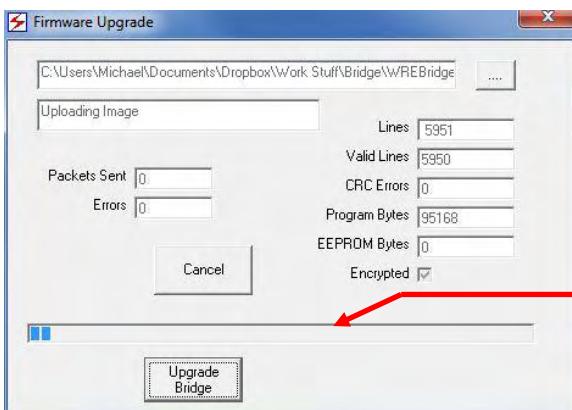 Firmware Upgrade
C:\Users\Michael\Documents\Dropbox\Work Stuff\Bridge\WREBridge
....
Uploading Image
Lines 5951
Valid Lines 5950
Packets Sent 0
CRC Errors 0
Errors 0
Program Bytes 95168
EEPROM Bytes 0
Cancel
Encrypted
Upgrade
Bridge